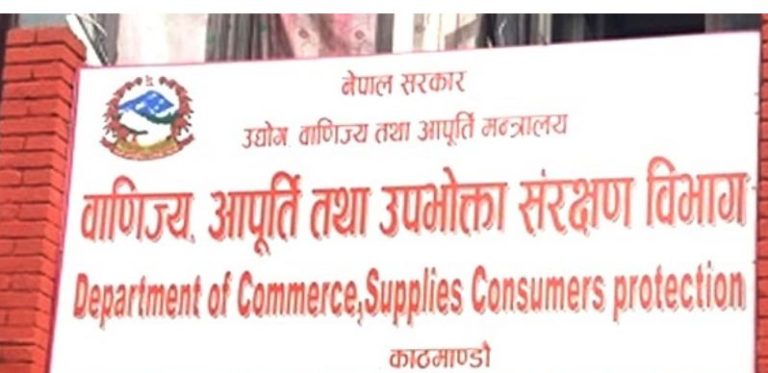 नेपाल सरकार
उद्योग, वाणिज्य तथा आपूर्ति मन्त्रालय
वाणिज्य, आपूर्ति तथा उपभोक्ता संरक्षण विभाग
Department of Commerce,Supplies Consumers protection
काठमाण्डौ